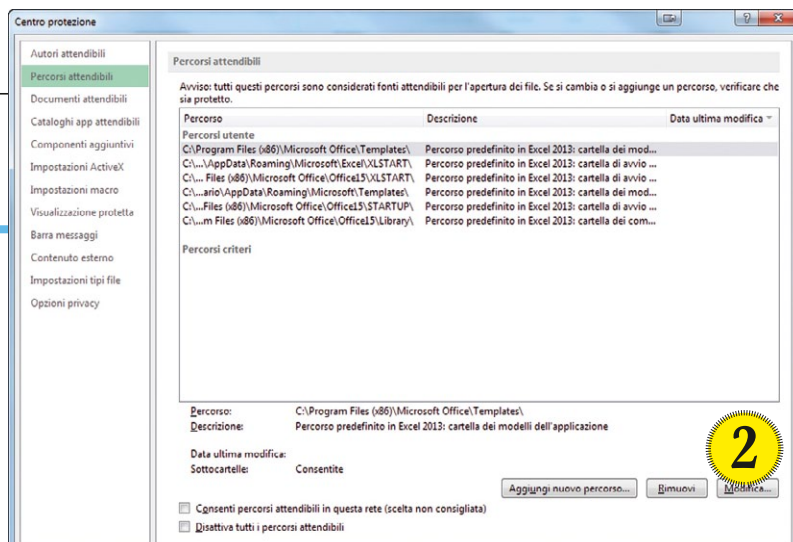 Centro protezione
Autori attendibili
Percorsi attendibili
Documenti attendibili
Cataloghi app attendibili
Componenti aggiuntivi
Impostazioni ActiveX
Impostazioni macro
Visualizzazione protetta
Barra messaggi
Contenuto esterno
Impostazioni tipi file
Opzioni privacy
Percorsi attendibili
Avviso: tutti questi percorsi sono considerati fonti attendibili per l'apertura dei file. Se si cambia o si aggiunge un percorso, verificare che
sia protetto.
Percorso Descrizione Data ultima modifica
Percorsi utente
C:\Program Files (x86)\Microsoft Office\Templates\ Percorso predefinito in Excel 2013: cartella dei mod...
C:\...\AppData\Roaming\Microsoft\Excel\XLSTART\ Percorso predefinito in Excel 2013: cartella di avvio ...
C:\... Files (x86)\Microsoft Office\Office15\XLSTART\ Percorso predefinito in Excel 2013: cartella di avvio ...
C:\...ario\AppData\Roaming\Microsoft\Templates\ Percorso predefinito in Excel 2013: cartella dei mod...
C:\...Files (x86)\Microsoft Office\Office15\STARTUP\ Percorso predefinito in Excel 2013: cartella di avvio ...
C:\...m Files (x86)\Microsoft Office\Office15\Library\ Percorso predefinito in Excel 2013: cartella dei com...
Percorsi criteri
Percorso: C:\Program Files (x86)\Microsoft Office\Templates\
Descrizione: Percorso predefinito in Excel 2013: cartella dei modelli dell'applicazione
Data ultima modifica:
Sottocartelle: Consentite
2
Aggiungi nuovo percorso... Rimuovi Modifica...
Consenti percorsi attendibili in questa rete (scelta non consigliata)
Disattiva tutti i percorsi attendibili